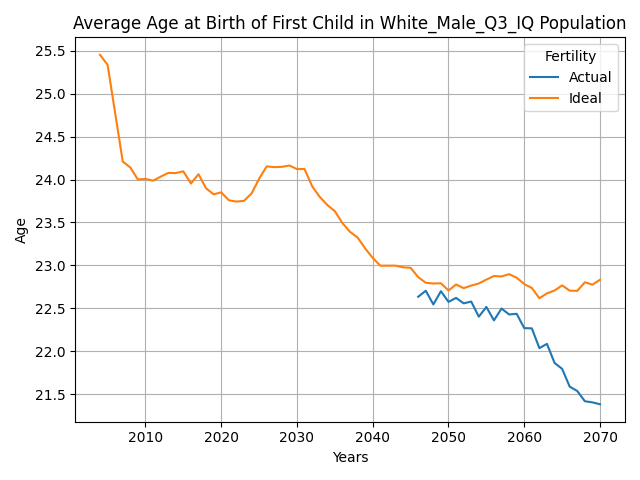 Average Age at Birth of First Child in White_Male_Q3_IQ Population
Fertility
Actual
Ideal
25.5
25.0
24.5
24.0
23.5
23.0
22.5
22.0
21.5
Age
2010 2020 2030 2040 2050 2060 2070
Years